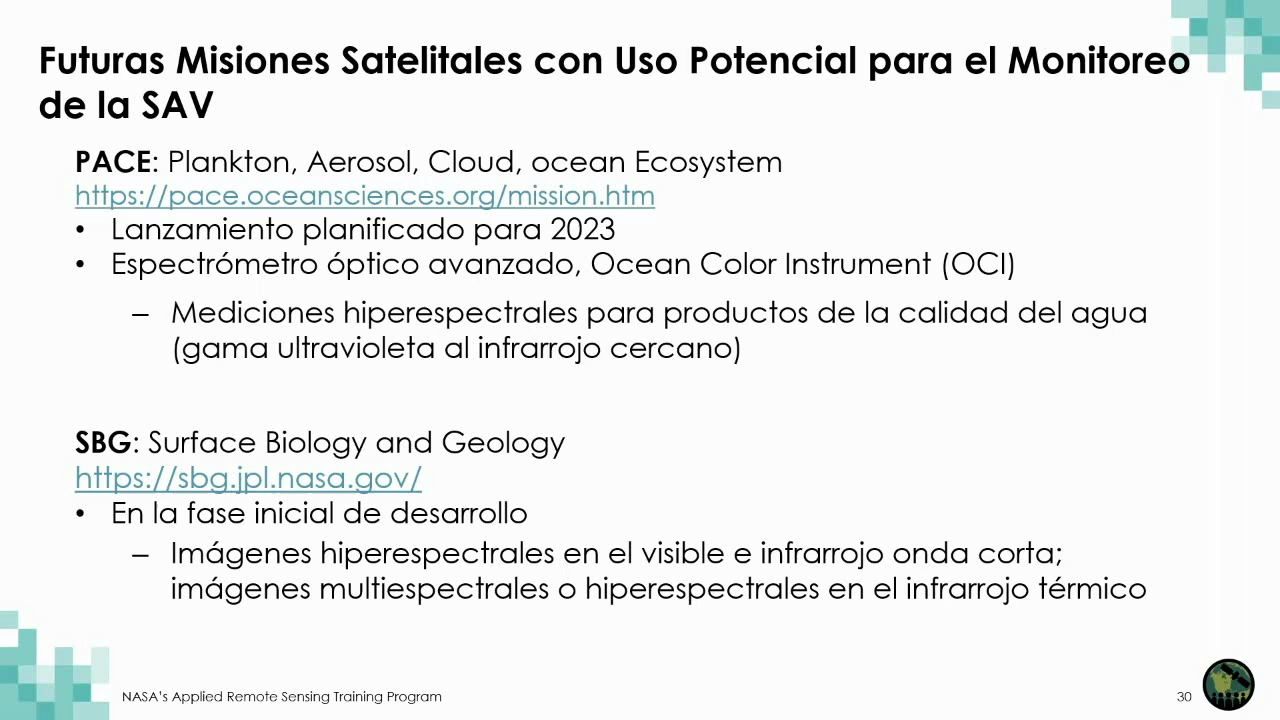 Futuras Misiones Satelitales con Uso Potencial para el Monitoreo
de la SAV
PACE: Plankton, Aerosol, Cloud, ocean Ecosystem
https://pace.oceansciences.org/mission.htm
• Lanzamiento planificado para 2023
• Espectrómetro óptico avanzado, Ocean Color Instrument (OCI)
– Mediciones hiperespectrales para productos de la calidad del agua
(gama ultravioleta al infrarrojo cercano)
SBG: Surface Biology and Geology
https://sbg.jpl.nasa.gov/
• En la fase inicial de desarrollo
– Imágenes hiperespectrales en el visible e infrarrojo onda corta;
imágenes multiespectrales o hiperespectrales en el infrarrojo térmico
NASA's Applied Remote Sensing Training Program
30